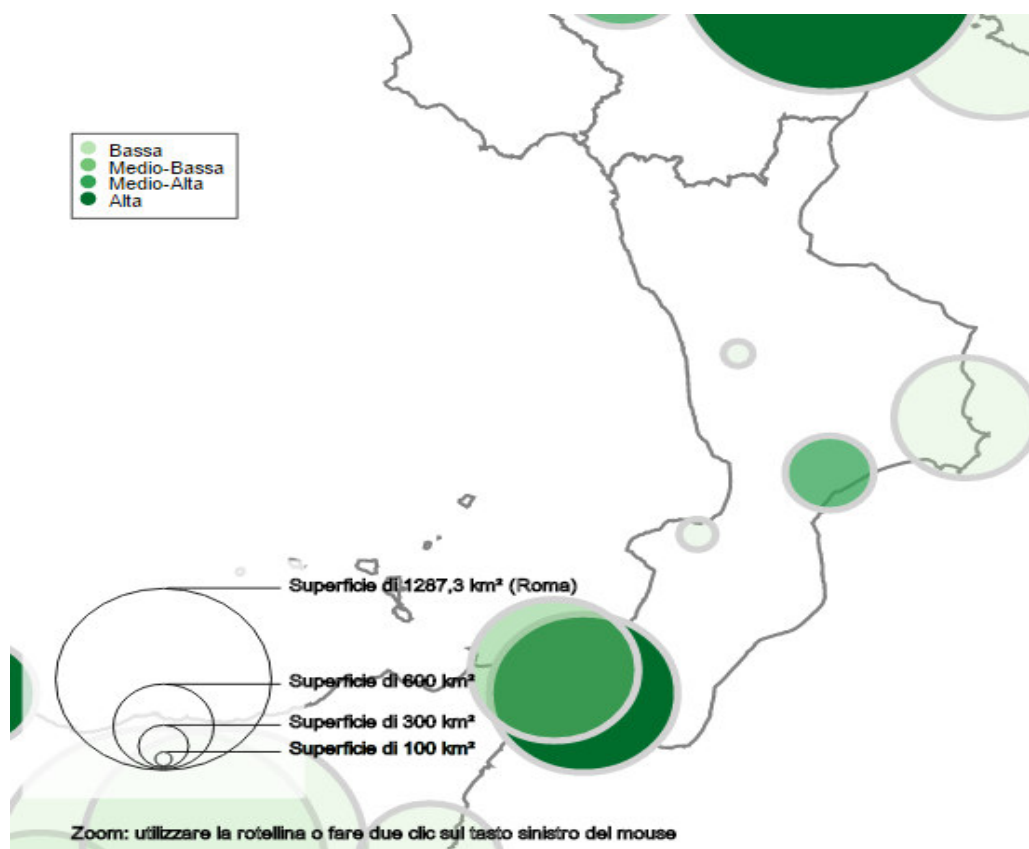 Bassa
Medio-Bassa
Medio-Alta
Alta
Superficie di 1287,3 km² (Roma)
Superficie di 600 km²
Superficie di 300 km²
Superficie di 100 km²
Zoom: utilizzare la rotellina o fare due clic sul tasto sinistro del mouse